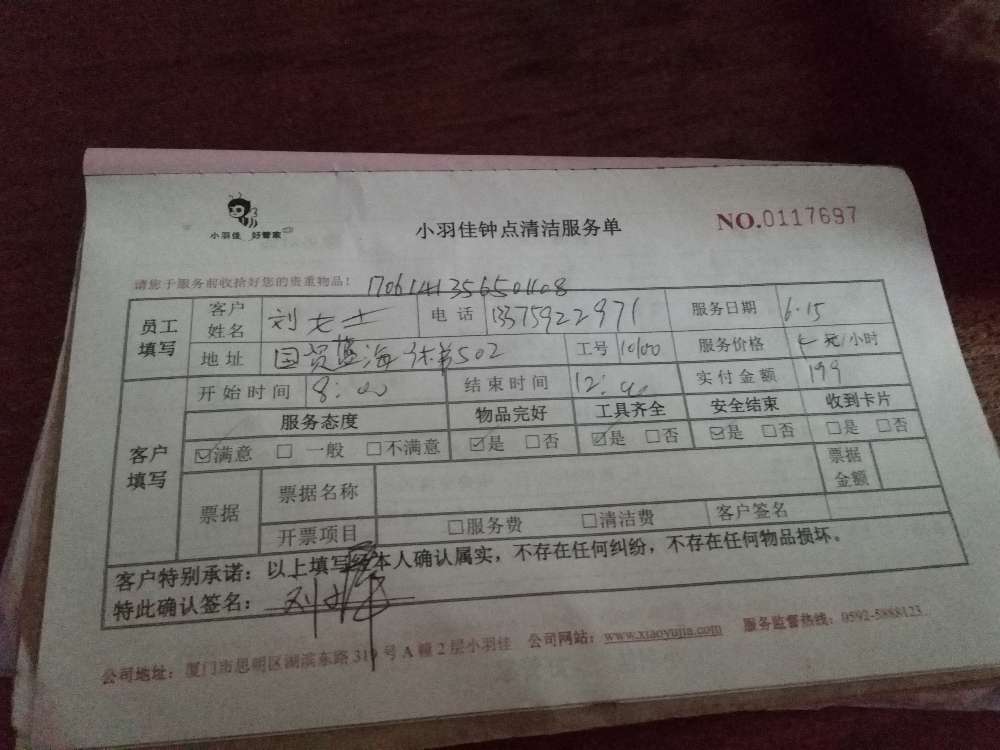 小羽佳 好管家
小羽佳钟点清洁服务单
NO.0117697
请您于服务前收拾好您的贵重物品！
员工填写 客户姓名 刘女士 电话 13375922971 服务日期 6.15
地址 国贸蓝海 502 工号 服务价格 元/小时
客户填写 开始时间 8:00 结束时间 12:00 实付金额 199
服务态度 物品完好 工具齐全 安全结束 收到卡片
☑满意 □一般 □不满意 ☑是 □否 ☑是 □否 ☑是 □否 □是 □否
票据 票据名称 票据金额
开票项目 □服务费 □清洁费 客户签名
客户特别承诺：以上填写经本人确认属实，不存在任何纠纷，不存在任何物品损坏。
特此确认签名：刘
公司地址：厦门市思明区湖滨东路319号A幢2层小羽佳 公司网站：www.xiaoyujia.com 服务监督热线：0592-5888123